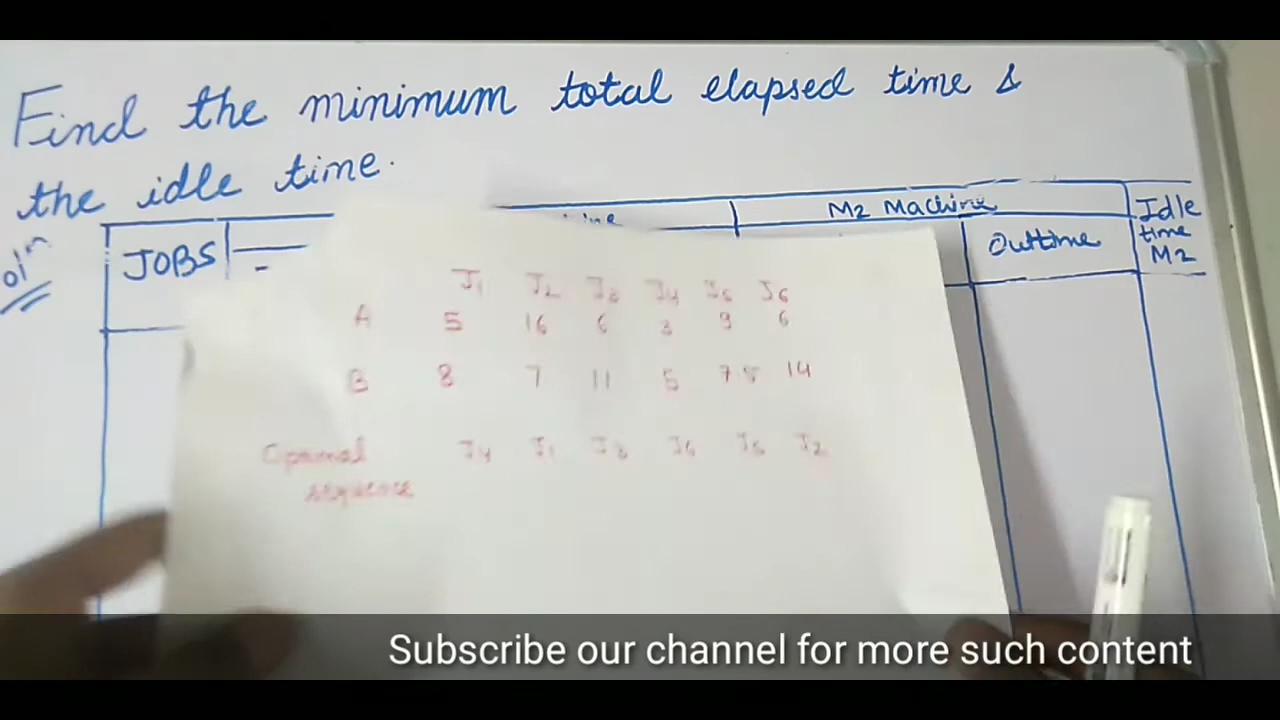 Find the minimum total elapsed time &
the idle time.
Soln
JOBS
M2 Machine
Outtime
Idle time M2
J1 J2 J3 J4 J5 J6
A 5 16 6 3 9 6
B 8 7 11 5 7.5 14
Opimal
sequence
J4 J1 J3 J6 J5 J2
Subscribe our channel for more such content